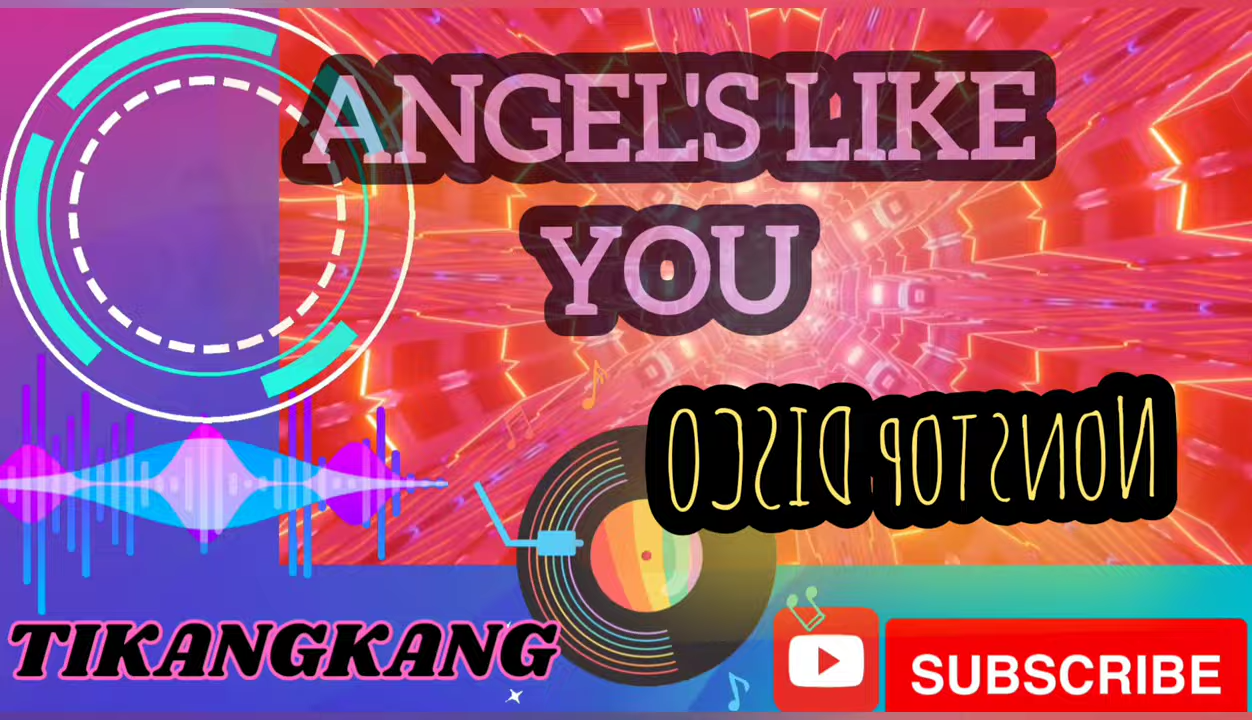 ANGEL'S LIKE
YOU
NONSTOP DISCO
TIKANGKANG
SUBSCRIBE